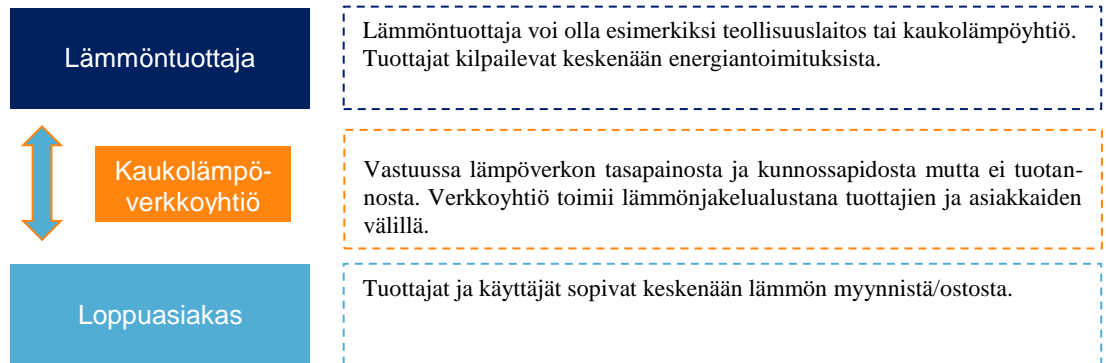 Lämmöntuottaja
Lämmöntuottaja voi olla esimerkiksi teollisuuslaitos tai kaukolämpöyhtiö.
Tuottajat kilpailevat keskenään energiantoimituksista.
Kaukolämpö-
verkkoyhtiö
Vastuussa lämpöverkon tasapainosta ja kunnossapidosta mutta ei tuotan-
nosta. Verkkoyhtiö toimii lämmönjakelualustana tuottajien ja asiakkaiden
välillä.
Loppuasiakas
Tuottajat ja käyttäjät sopivat keskenään lämmön myynnistä/ostosta.